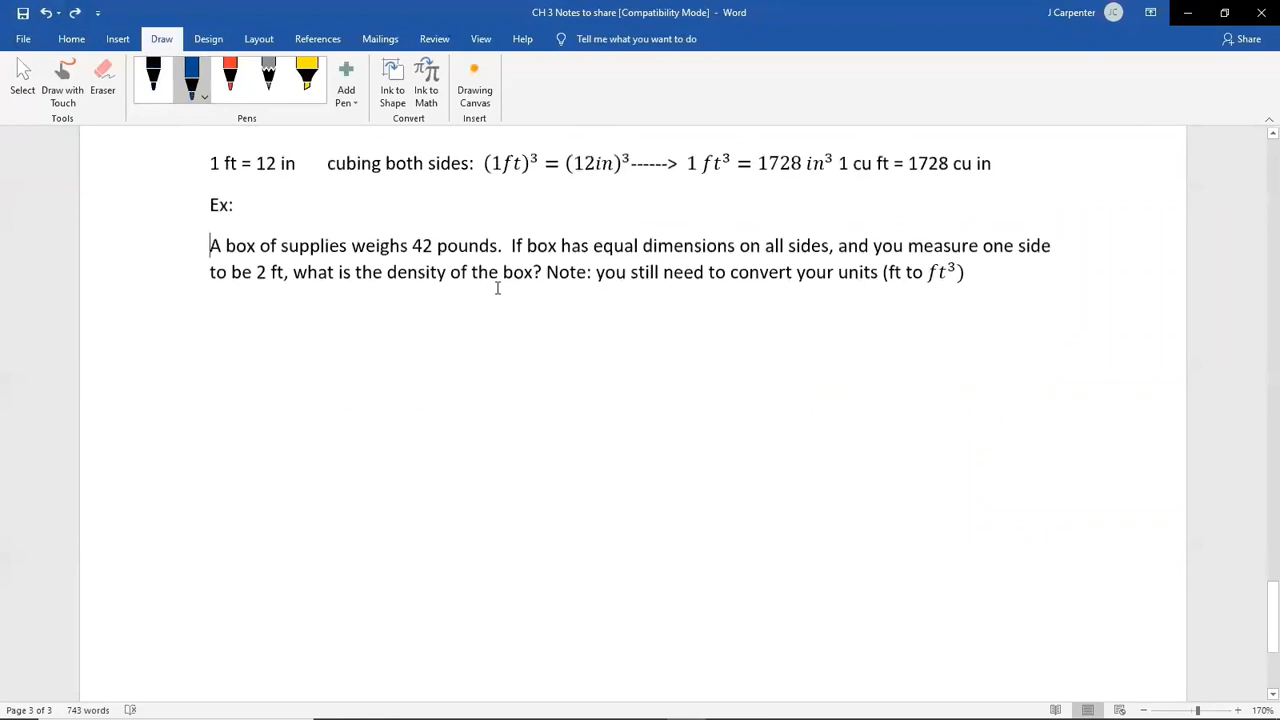 CH 3 Notes to share [Compatibility Mode] - Word
J Carpenter JC
File Home Insert Draw Design Layout References Mailings Review View Help Tell me what you want to do Share
Select Draw with Touch Eraser Add Pen Ink to Shape Ink to Math Drawing Canvas
Tools Pens Convert Insert
1 ft = 12 in cubing both sides: (1ft)³ = (12in)³------> 1 ft³ = 1728 in³ 1 cu ft = 1728 cu in
Ex:
A box of supplies weighs 42 pounds. If box has equal dimensions on all sides, and you measure one side
to be 2 ft, what is the density of the box? Note: you still need to convert your units (ft to ft³)
Page 3 of 3 743 words 170%